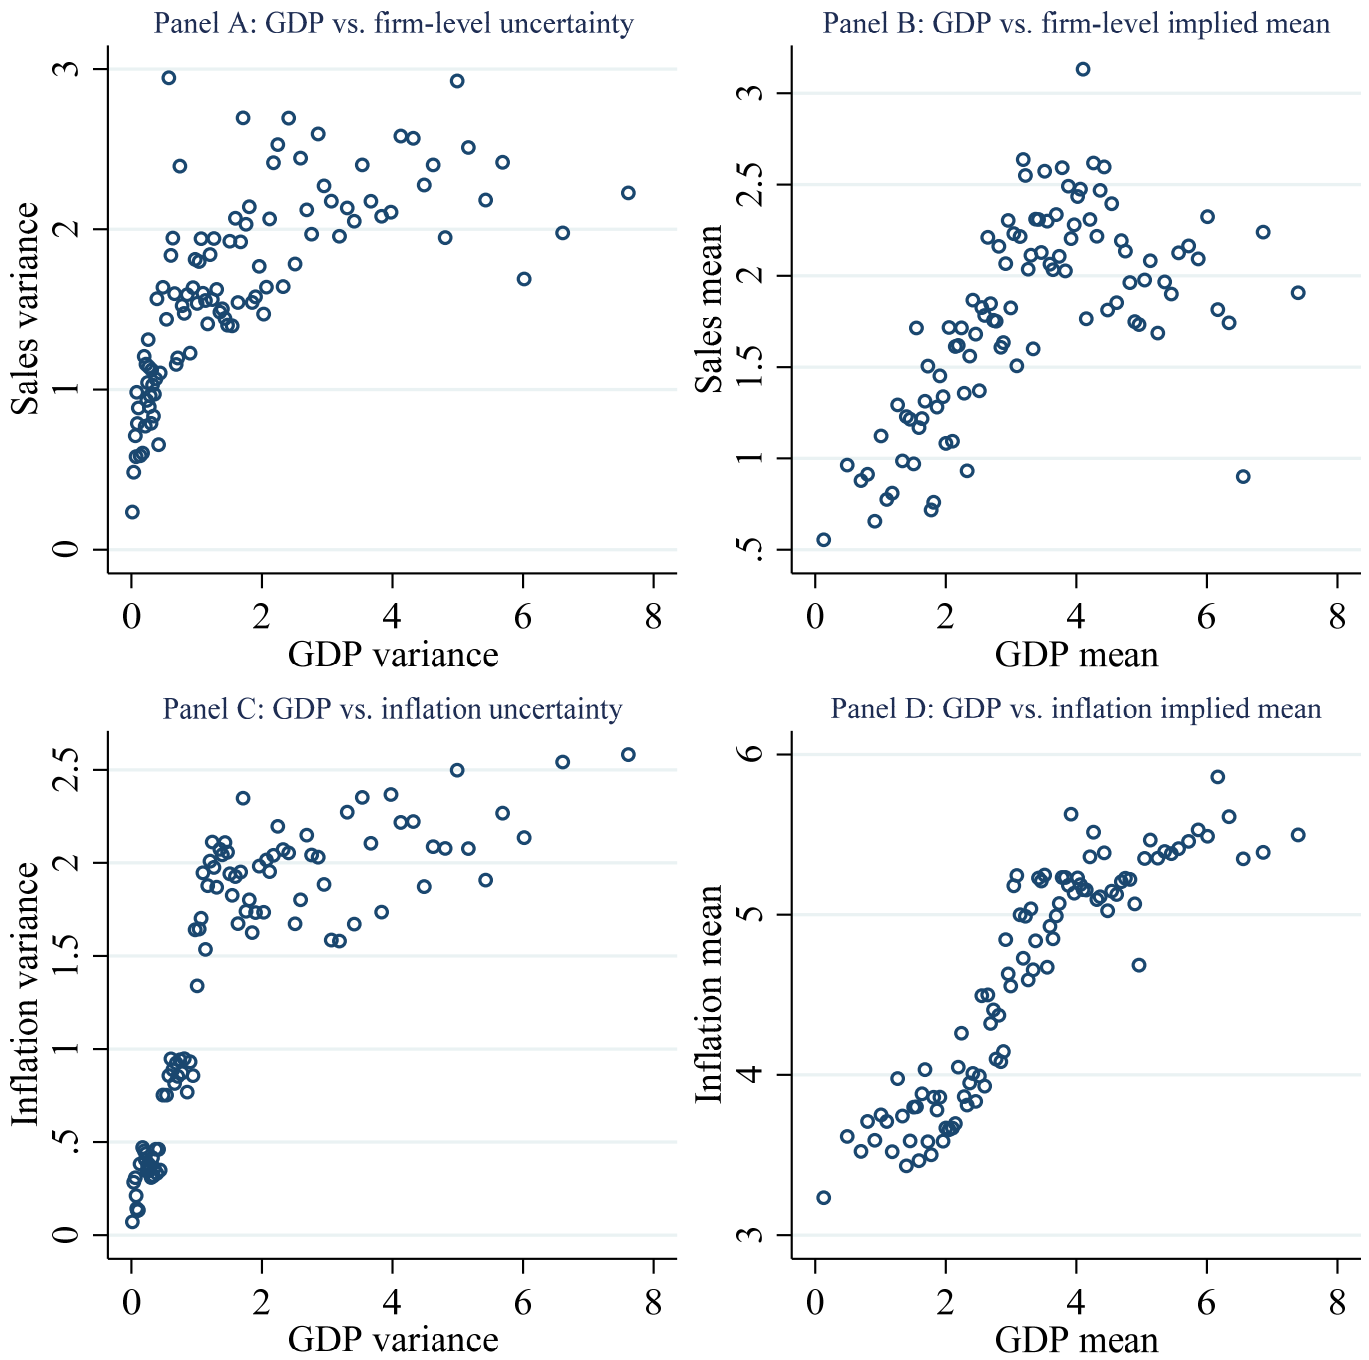 Panel A: GDP vs. firm-level uncertainty
Sales variance
3
2
1
0
0 2 4 6 8
GDP variance
Panel B: GDP vs. firm-level implied mean
Sales mean
3
2.5
2
1.5
1
.5
0 2 4 6 8
GDP mean
Panel C: GDP vs. inflation uncertainty
Inflation variance
2.5
2
1.5
1
.5
0
0 2 4 6 8
GDP variance
Panel D: GDP vs. inflation implied mean
Inflation mean
6
5
4
3
0 2 4 6 8
GDP mean